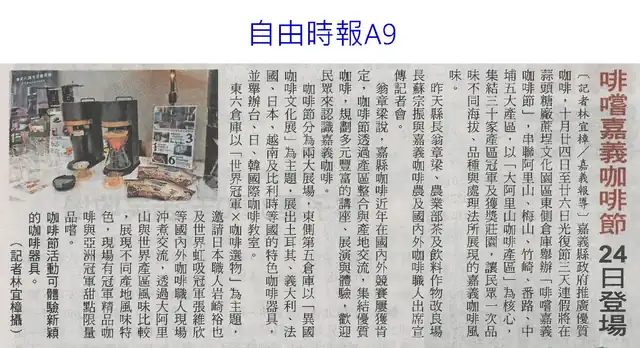 自由時報A9
啡嚐嘉義咖啡節 24日登場
〔記者林宜樟/嘉義報導〕嘉義縣政府推廣優質
咖啡,十月廿四日至廿六日光復節三天連假將在
蒜頭糖廠蔗埕文化園區東側倉庫舉辦「啡嚐嘉義
咖啡節」,串聯阿里山、梅山、竹崎、番路、中
埔五大產區,以「大阿里山咖啡產區」為核心,
集結三十家產區冠軍及獲獎莊園,讓民眾一次品
味不同海拔、品種與處理法所展現的嘉義咖啡風
味。
昨天縣長翁章梁、農業部茶及飲料作物改良場
長蘇宗振與嘉義咖啡農及國內外咖啡職人出席宣
傳記者會。
翁章梁說,嘉縣咖啡近年在國內外競賽屢獲肯
定,咖啡節透過產區整合與產地交流,集結優質
咖啡,規劃多元豐富的講座、展演與體驗,歡迎
民眾來認識嘉義咖啡。
咖啡節分為兩大展場,東側第五倉庫以「異國
咖啡文化展」為主題,展出土耳其、義大利、法
國、日本、越南及比利時等國的特色咖啡器具,
並舉辦台、日、韓國際咖啡教室。
東六倉庫以「世界冠軍×咖啡選物」為主題,
邀請日本職人岩崎裕也
及世界虹吸冠軍張維欣
等國內外咖啡職人現場
沖煮交流,透過大阿里
山與世界產區風味比較
,展現不同產地風味特
色,現場有冠軍精品咖
啡與亞洲冠軍甜點限量
品嚐。
咖啡節活動可體驗新穎
的咖啡器具。
(記者林宜樟攝)